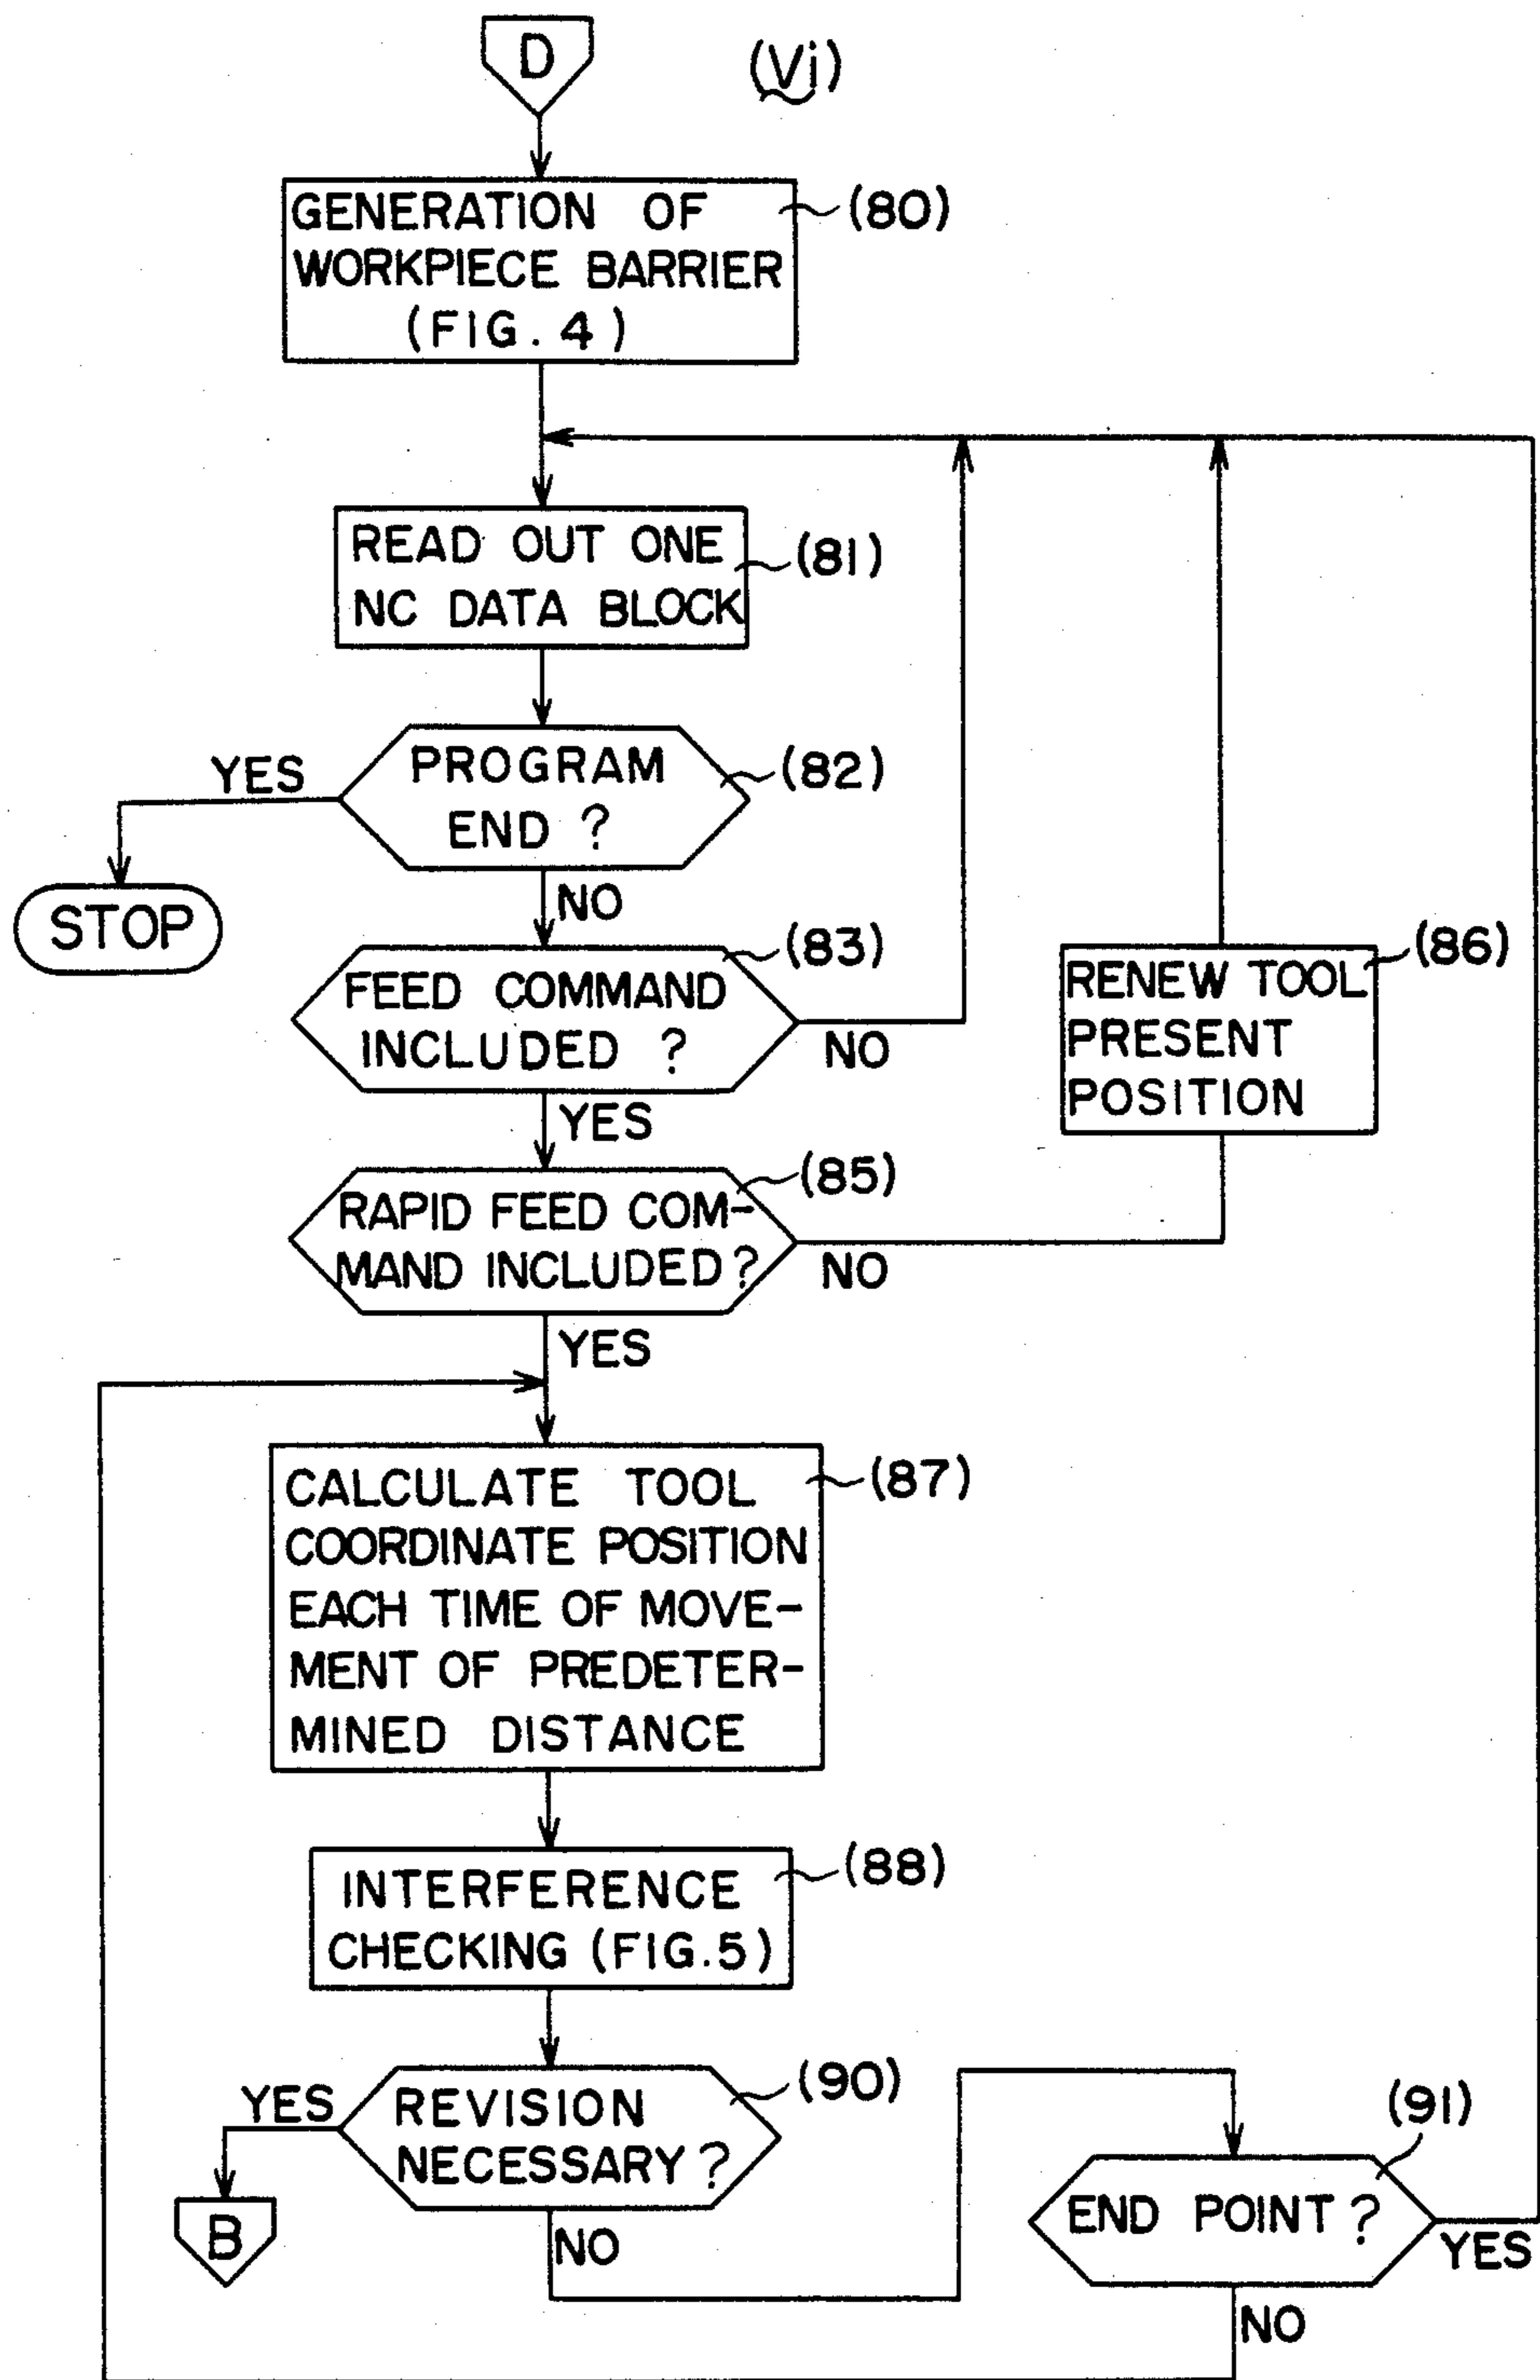 D
(Vi)
GENERATION OF
WORKPIECE BARRIER
(FIG. 4)
(80)
READ OUT ONE
NC DATA BLOCK
(81)
PROGRAM
END ?
(82)
YES
STOP
NO
FEED COMMAND
INCLUDED ?
(83)
NO
YES
RENEW TOOL
PRESENT
POSITION
(86)
RAPID FEED COM-
MAND INCLUDED ?
(85)
NO
YES
CALCULATE TOOL
COORDINATE POSITION
EACH TIME OF MOVE-
MENT OF PREDETER-
MINED DISTANCE
(87)
INTERFERENCE
CHECKING (FIG.5)
(88)
REVISION
NECESSARY ?
(90)
YES
B
NO
END POINT ?
(91)
YES
NO